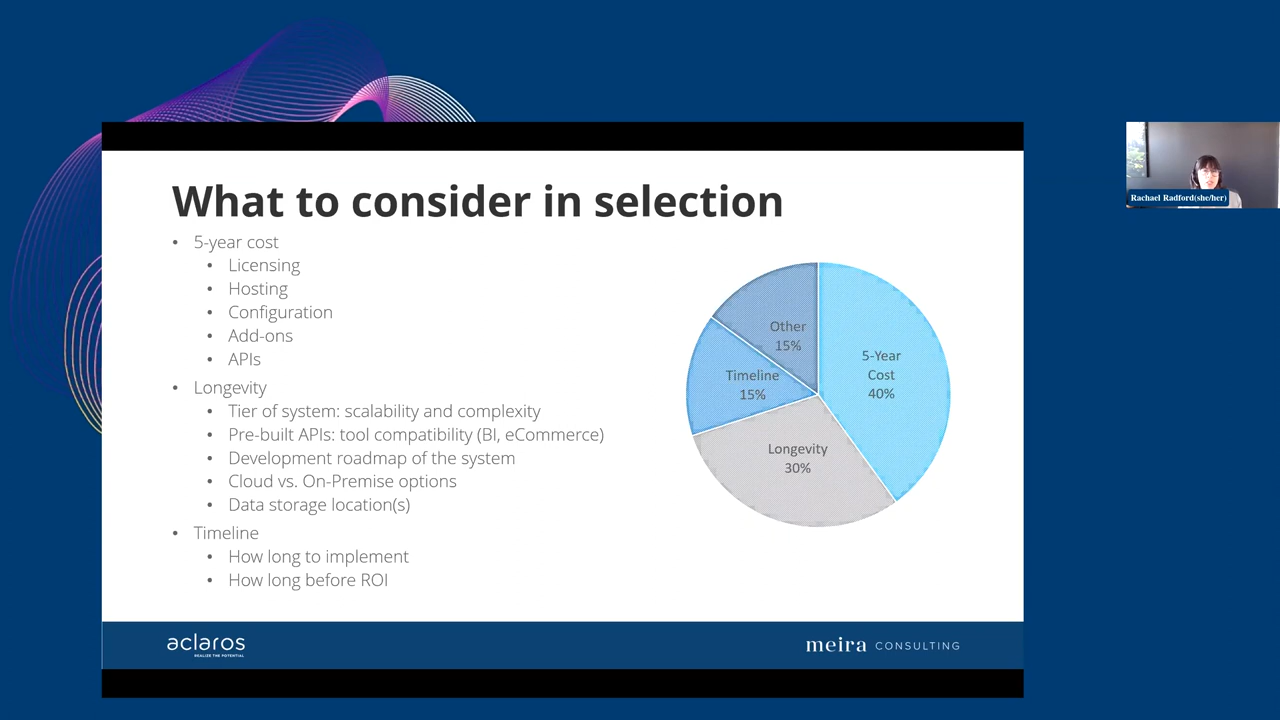 What to consider in selection
• 5-year cost
• Licensing
• Hosting
• Configuration
• Add-ons
• APIs
• Longevity
• Tier of system: scalability and complexity
• Pre-built APIs: tool compatibility (BI, eCommerce)
• Development roadmap of the system
• Cloud vs. On-Premise options
• Data storage location(s)
• Timeline
• How long to implement
• How long before ROI
Other
15%
5-Year
Cost
40%
Timeline
15%
Longevity
30%
aclaros
REALIZE THE POTENTIAL
meira CONSULTING
Rachael Radford(she/her)